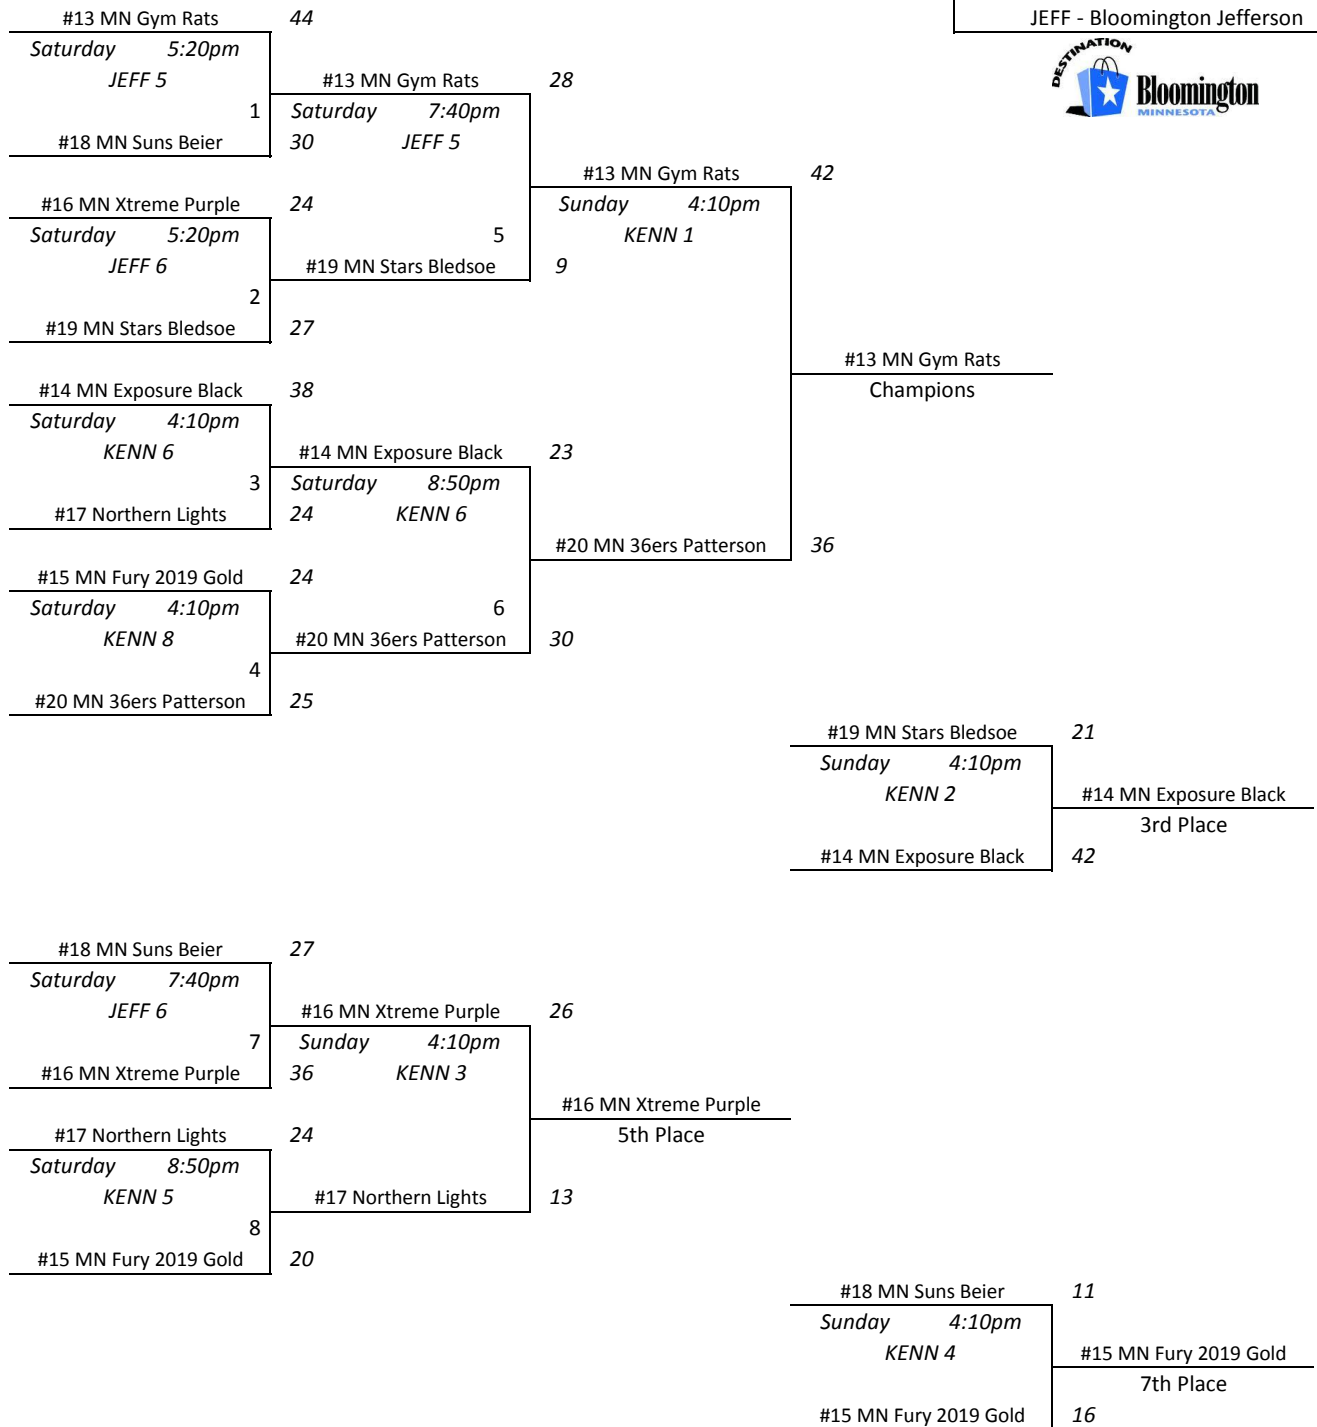 #13 MN Gym Rats 44 JEFF - Bloomington Jefferson
Saturday 5:20pm DESTINATION
JEFF 5 #13 MN Gym Rats 28 Bloomington
1 Saturday 7:40pm MINNESOTA
#18 MN Suns Beier 30 JEFF 5
#13 MN Gym Rats 42
#16 MN Xtreme Purple 24 Sunday 4:10pm
Saturday 5:20pm 5 KENN 1
JEFF 6 #19 MN Stars Bledsoe 9
2
#19 MN Stars Bledsoe 27
#13 MN Gym Rats
#14 MN Exposure Black 38 Champions
Saturday 4:10pm
KENN 6 #14 MN Exposure Black 23
3 Saturday 8:50pm
#17 Northern Lights 24 KENN 6
#20 MN 36ers Patterson 36
#15 MN Fury 2019 Gold 24
Saturday 4:10pm 6
KENN 8 #20 MN 36ers Patterson 30
4
#20 MN 36ers Patterson 25
#19 MN Stars Bledsoe 21
Sunday 4:10pm
KENN 2 #14 MN Exposure Black
3rd Place
#14 MN Exposure Black 42
#18 MN Suns Beier 27
Saturday 7:40pm
JEFF 6 #16 MN Xtreme Purple 26
7 Sunday 4:10pm
#16 MN Xtreme Purple 36 KENN 3
#16 MN Xtreme Purple
#17 Northern Lights 24 5th Place
Saturday 8:50pm
KENN 5 #17 Northern Lights 13
8
#15 MN Fury 2019 Gold 20
#18 MN Suns Beier 11
Sunday 4:10pm
KENN 4 #15 MN Fury 2019 Gold
7th Place
#15 MN Fury 2019 Gold 16